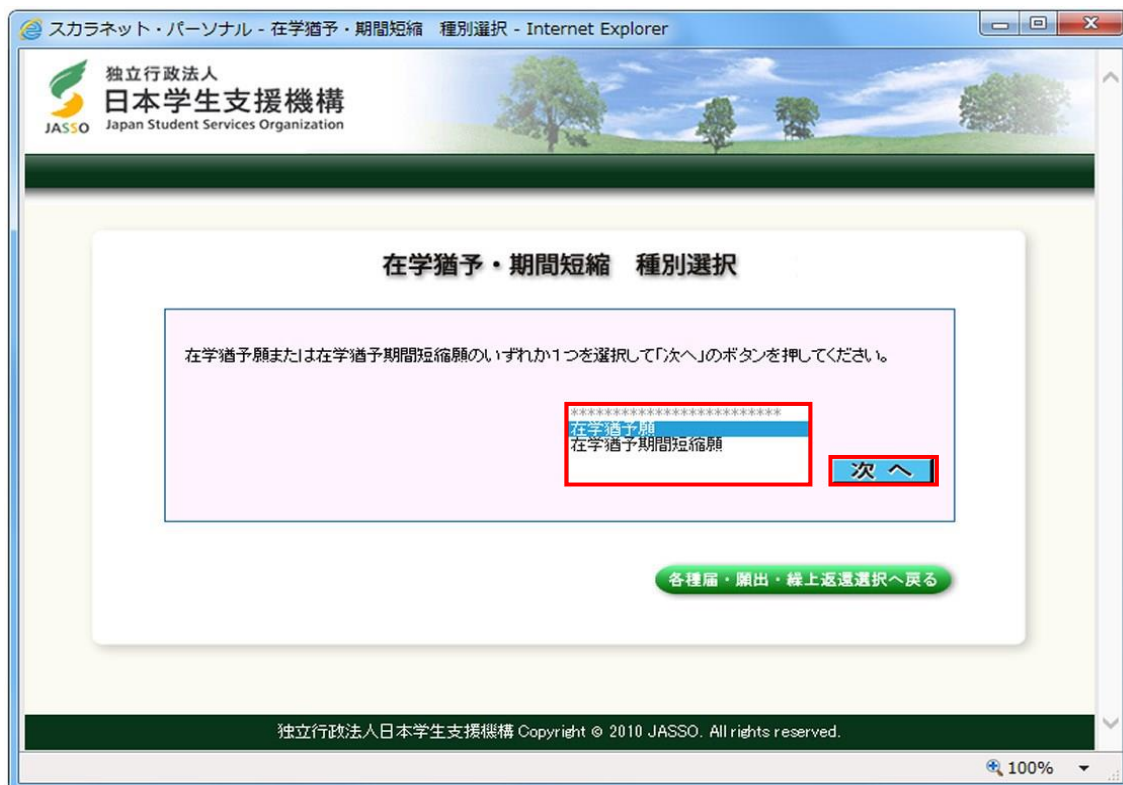 スカラネット・パーソナル - 在学猶予・期間短縮　種別選択 - Internet Explorer
独立行政法人
日本学生支援機構
Japan Student Services Organization
JASSO
在学猶予・期間短縮　種別選択
在学猶予願または在学猶予期間短縮願のいずれか1つを選択して「次へ」のボタンを押してください。
*************************
在学猶予願
在学猶予期間短縮願
次 へ
各種届・願出・繰上返還選択へ戻る
独立行政法人日本学生支援機構 Copyright © 2010 JASSO. All rights reserved.
100%